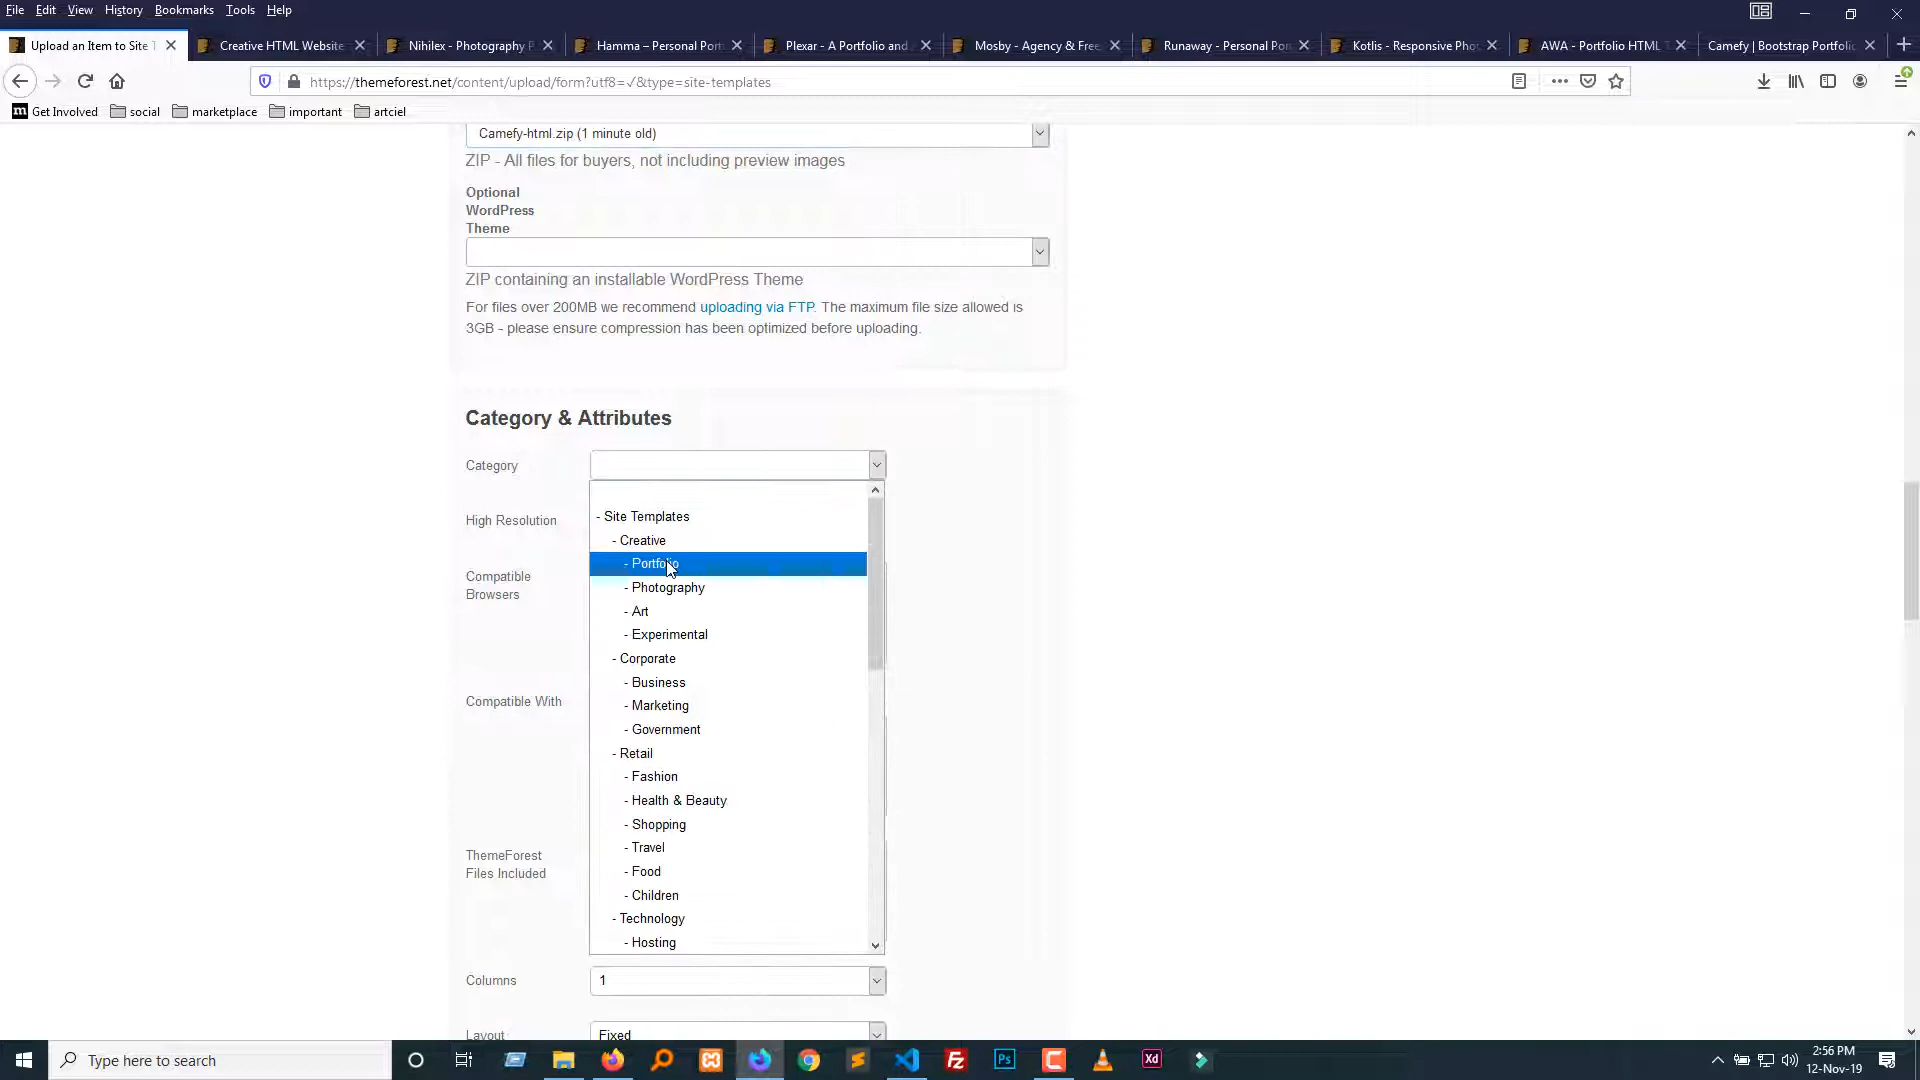 File Edit View History Bookmarks Tools Help
Upload an Item to Site T
Creative HTML Website
Nihilex - Photography P
Hamma – Personal Port
Plexar - A Portfolio and
Mosby - Agency & Free
Runaway - Personal Por
Kotlis - Responsive Pho
AWA - Portfolio HTML T
Camefy | Bootstrap Portfolio
https://themeforest.net/content/upload/form?utf8=✓&type=site-templates
Get Involved social marketplace important artciel
Camefy-html.zip (1 minute old)
ZIP - All files for buyers, not including preview images
Optional
WordPress
Theme
ZIP containing an installable WordPress Theme
For files over 200MB we recommend uploading via FTP. The maximum file size allowed is
3GB - please ensure compression has been optimized before uploading.
Category & Attributes
Category
- Site Templates
High Resolution
- Creative
- Portfolio
Compatible
Browsers
- Photography
- Art
- Experimental
- Corporate
- Business
Compatible With
- Marketing
- Government
- Retail
- Fashion
- Health & Beauty
- Shopping
- Travel
ThemeForest
Files Included
- Food
- Children
- Technology
- Hosting
Columns 1
Layout Fixed
Type here to search
Ps
Xd
2:56 PM
12-Nov-19